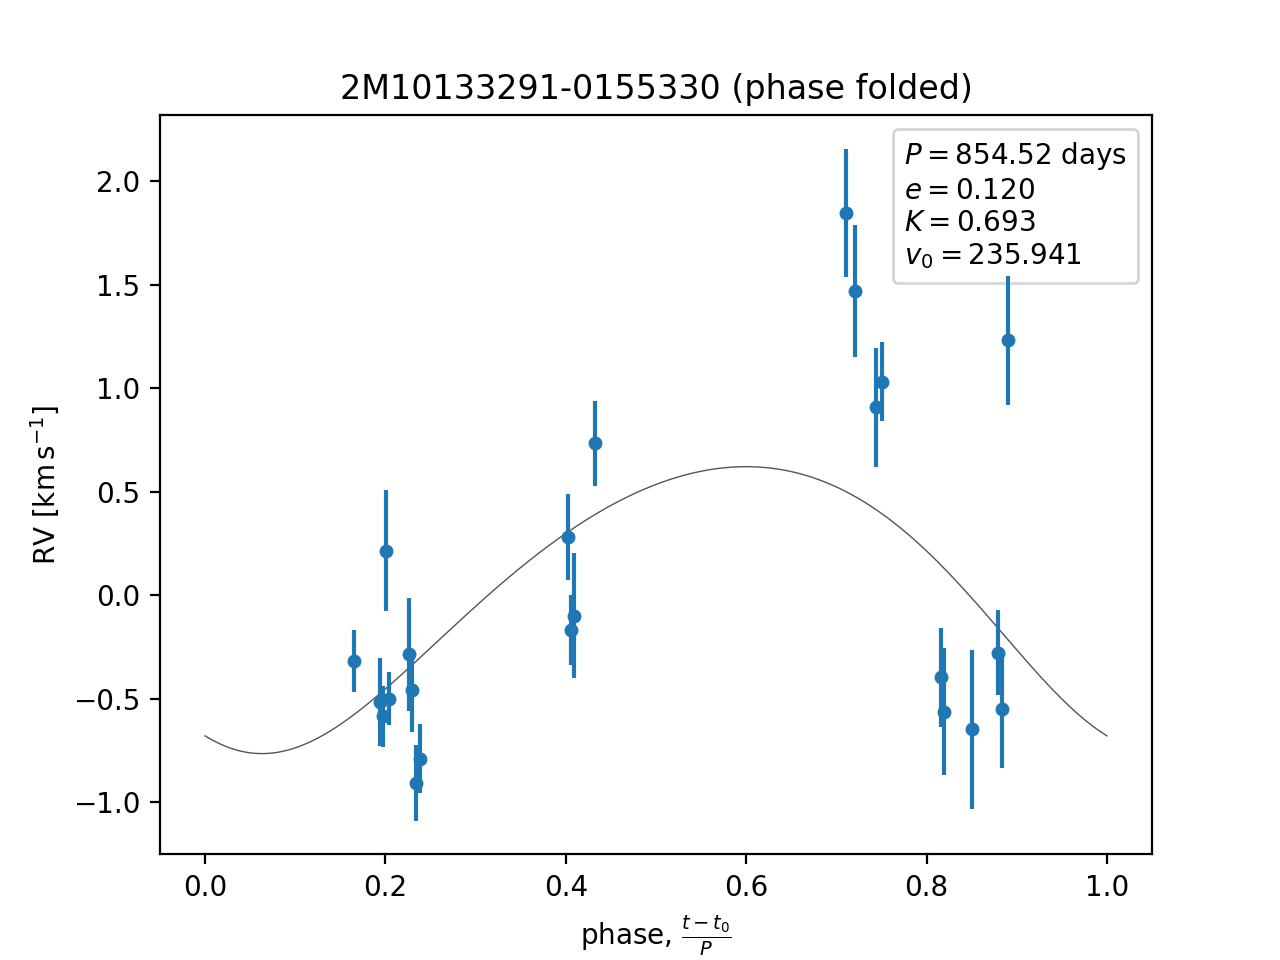 2M10133291-0155330 (phase folded)
P = 854.52 days
e = 0.120
K = 0.693
v₀ = 235.941
2.0
1.5
1.0
0.5
0.0
−0.5
−1.0
RV [km s⁻¹]
0.0 0.2 0.4 0.6 0.8 1.0
phase, (t − t₀)/P